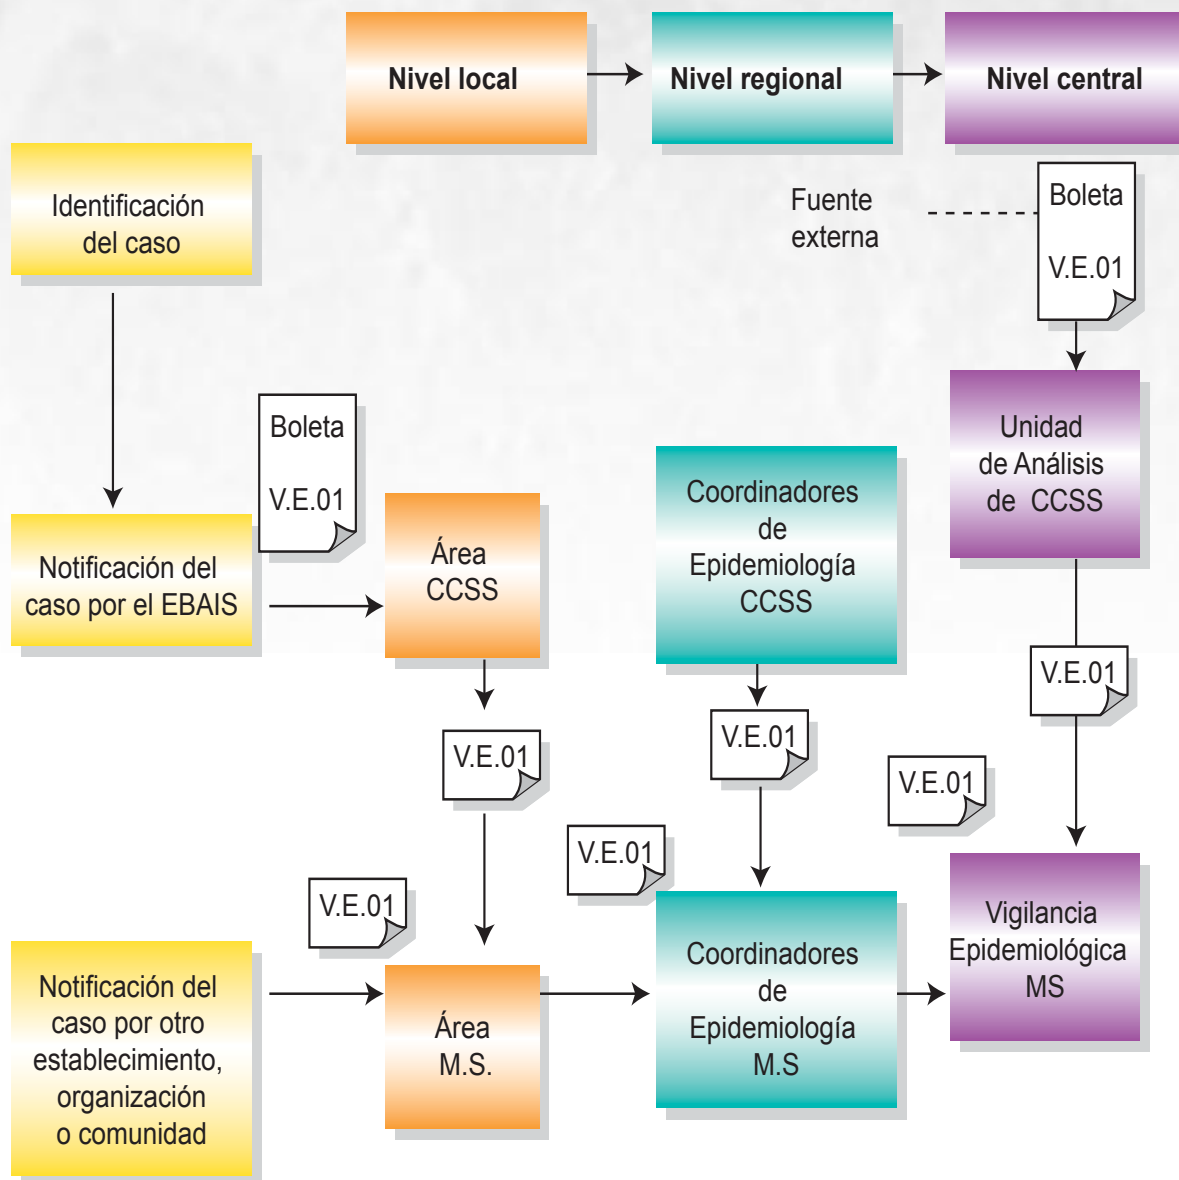 Nivel local
Nivel regional
Nivel central
Identificación
del caso
Fuente
externa
Boleta
V.E.01
Boleta
V.E.01
Notificación del
caso por el EBAIS
Área
CCSS
Coordinadores
de
Epidemiología
CCSS
Unidad
de Análisis
de CCSS
V.E.01
V.E.01
V.E.01
V.E.01
V.E.01
V.E.01
Notificación del
caso por otro
establecimiento,
organización
o comunidad
Área
M.S.
Coordinadores
de
Epidemiología
M.S
Vigilancia
Epidemiológica
MS